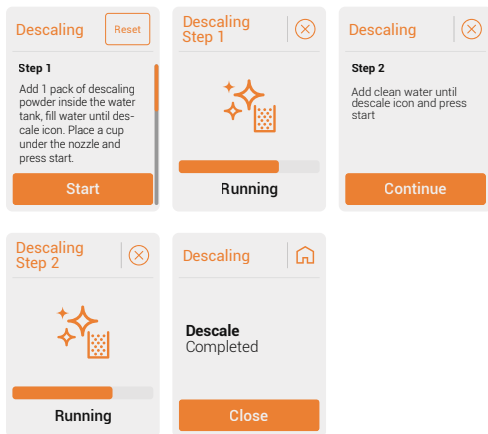 Descaling
Reset
Step 1
Add 1 pack of descaling
powder inside the water
tank, fill water until des-
cale icon. Place a cup
under the nozzle and
press start.
Start
Descaling
Step 1
Running
Descaling
Step 2
Add clean water until
descale icon and press
start
Continue
Descaling
Step 2
Running
Descaling
Descale
Completed
Close